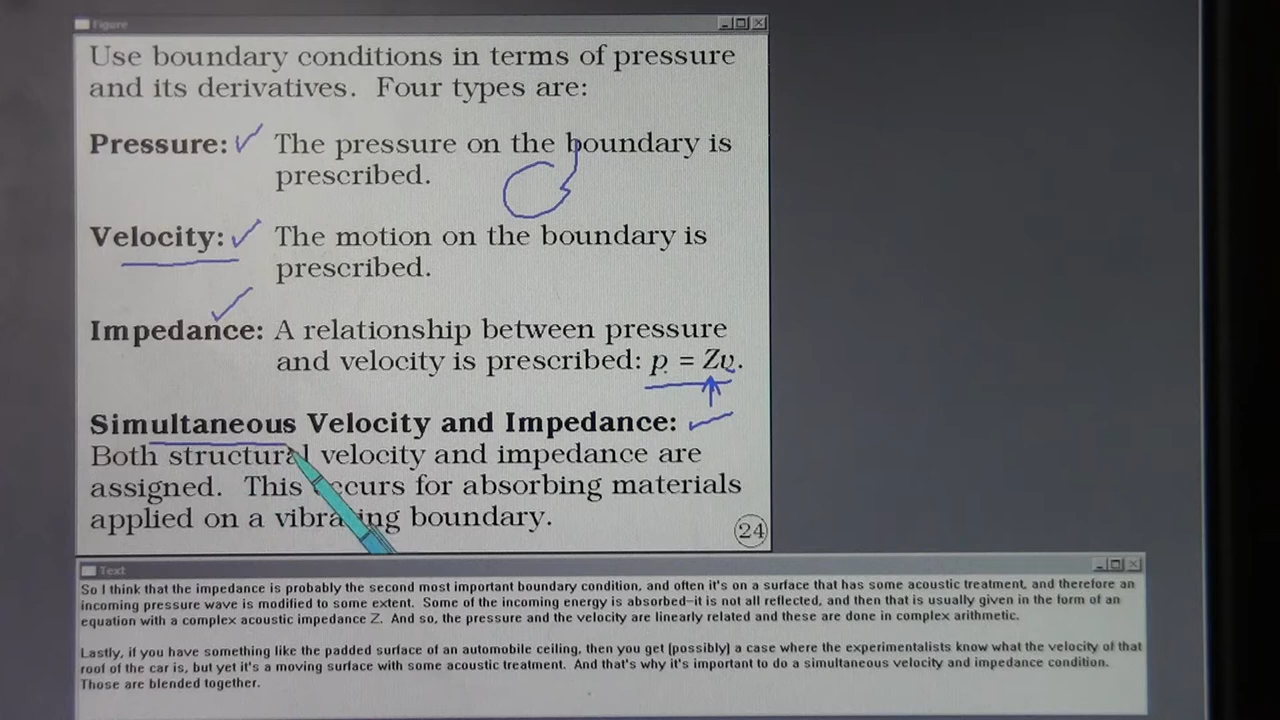 Figure
Use boundary conditions in terms of pressure
and its derivatives. Four types are:
Pressure: The pressure on the boundary is
prescribed.
Velocity: The motion on the boundary is
prescribed.
Impedance: A relationship between pressure
and velocity is prescribed: p = Zv.
Simultaneous Velocity and Impedance:
Both structural velocity and impedance are
assigned. This occurs for absorbing materials
applied on a vibrating boundary.
24
Text
So I think that the impedance is probably the second most important boundary condition, and often it's on a surface that has some acoustic treatment, and therefore an
incoming pressure wave is modified to some extent. Some of the incoming energy is absorbed—it is not all reflected, and then that is usually given in the form of an
equation with a complex acoustic impedance Z. And so, the pressure and the velocity are linearly related and these are done in complex arithmetic.
Lastly, if you have something like the padded surface of an automobile ceiling, then you get [possibly] a case where the experimentalists know what the velocity of that
roof of the car is, but yet it's a moving surface with some acoustic treatment. And that's why it's important to do a simultaneous velocity and impedance condition.
Those are blended together.